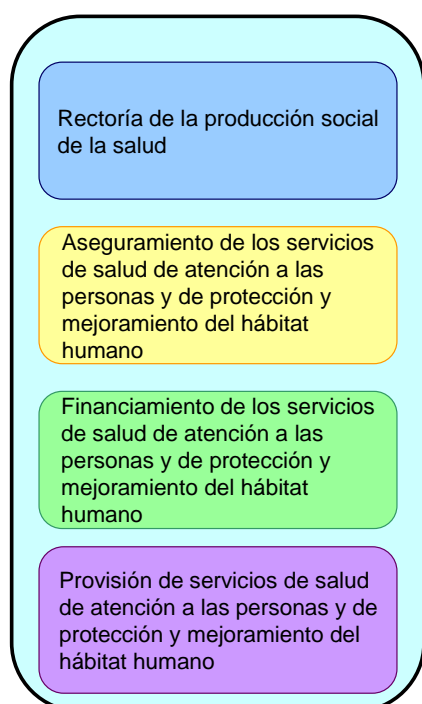 Rectoría de la producción social
de la salud
Aseguramiento de los servicios
de salud de atención a las
personas y de protección y
mejoramiento del hábitat
humano
Financiamiento de los servicios
de salud de atención a las
personas y de protección y
mejoramiento del hábitat
humano
Provisión de servicios de salud
de atención a las personas y de
protección y mejoramiento del
hábitat humano